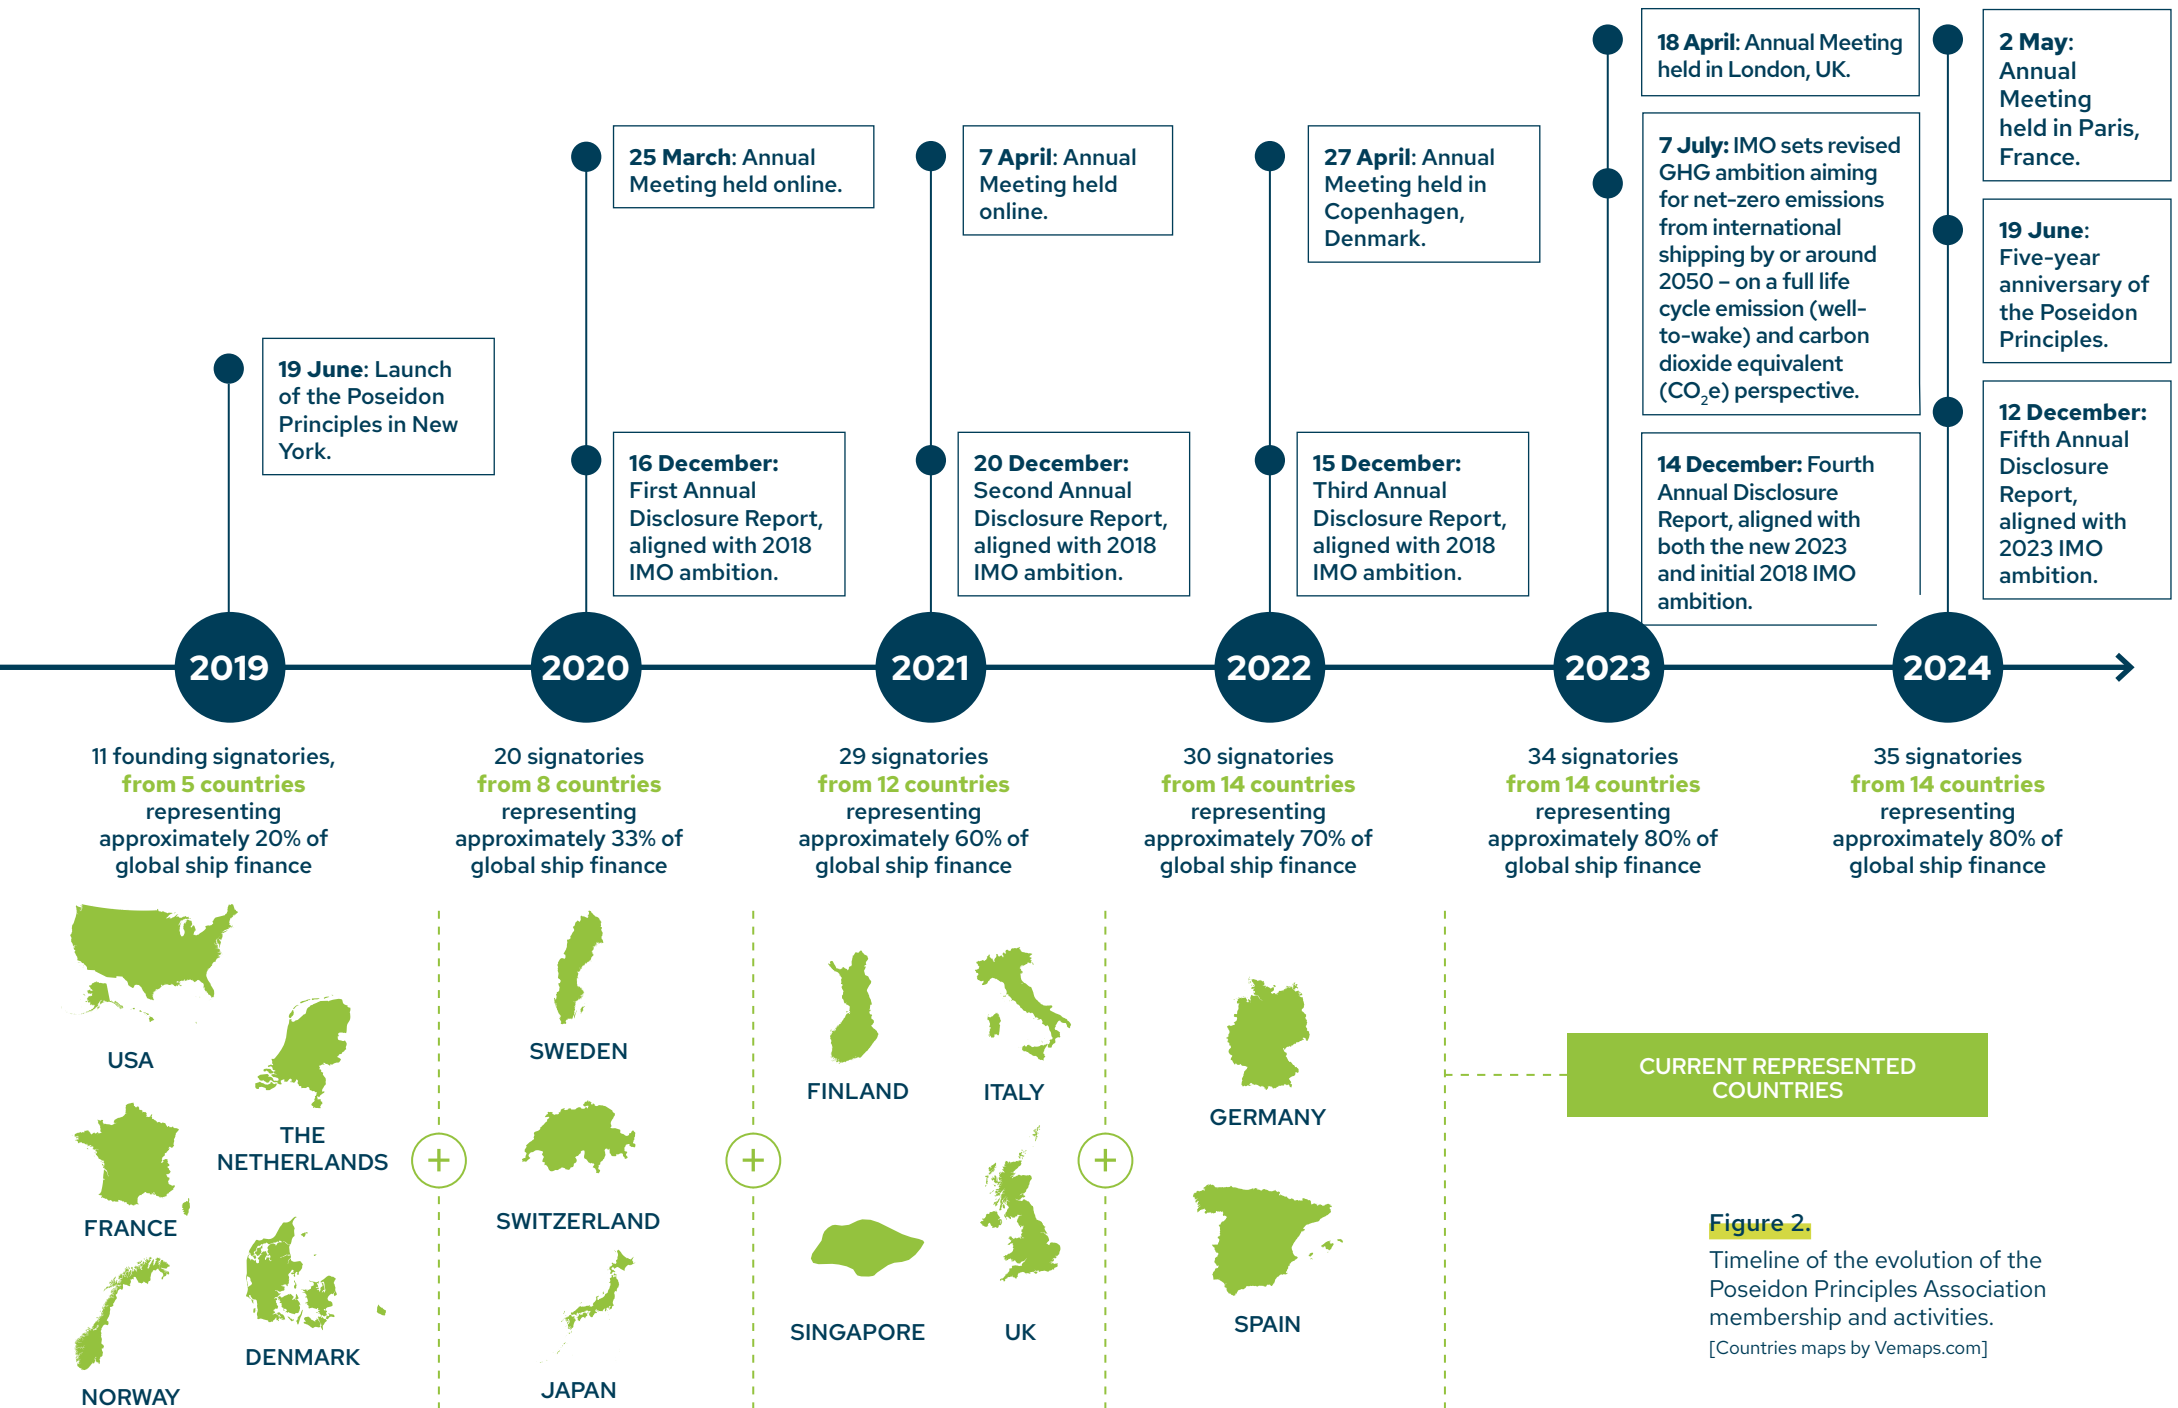 19 June: Launch
of the Poseidon
Principles in New
York.
25 March: Annual
Meeting held online.
16 December:
First Annual
Disclosure Report,
aligned with 2018
IMO ambition.
7 April: Annual
Meeting held
online.
20 December:
Second Annual
Disclosure Report,
aligned with 2018
IMO ambition.
27 April: Annual
Meeting held in
Copenhagen,
Denmark.
15 December:
Third Annual
Disclosure Report,
aligned with 2018
IMO ambition.
18 April: Annual Meeting
held in London, UK.
7 July: IMO sets revised
GHG ambition aiming
for net-zero emissions
from international
shipping by or around
2050 – on a full life
cycle emission (well-
to-wake) and carbon
dioxide equivalent
(CO₂e) perspective.
14 December: Fourth
Annual Disclosure
Report, aligned with
both the new 2023
and initial 2018 IMO
ambition.
2 May:
Annual
Meeting
held in Paris,
France.
19 June:
Five-year
anniversary of
the Poseidon
Principles.
12 December:
Fifth Annual
Disclosure
Report,
aligned with
2023 IMO
ambition.
2019
2020
2021
2022
2023
2024
11 founding signatories,
from 5 countries
representing
approximately 20% of
global ship finance
20 signatories
from 8 countries
representing
approximately 33% of
global ship finance
29 signatories
from 12 countries
representing
approximately 60% of
global ship finance
30 signatories
from 14 countries
representing
approximately 70% of
global ship finance
34 signatories
from 14 countries
representing
approximately 80% of
global ship finance
35 signatories
from 14 countries
representing
approximately 80% of
global ship finance
USA
THE
NETHERLANDS
FRANCE
DENMARK
NORWAY
+
SWEDEN
SWITZERLAND
JAPAN
+
FINLAND
ITALY
SINGAPORE
UK
+
GERMANY
SPAIN
CURRENT REPRESENTED
COUNTRIES
Figure 2.
Timeline of the evolution of the
Poseidon Principles Association
membership and activities.
[Countries maps by Vemaps.com]